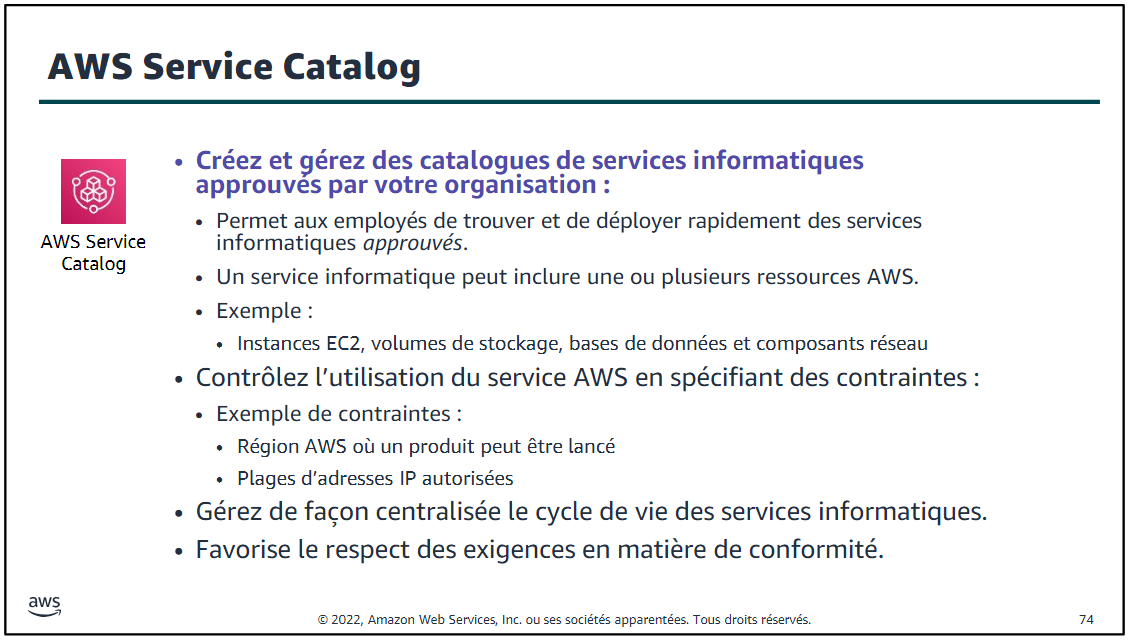 AWS Service Catalog
AWS Service
Catalog
• Créez et gérez des catalogues de services informatiques
approuvés par votre organisation :
• Permet aux employés de trouver et de déployer rapidement des services
informatiques approuvés.
• Un service informatique peut inclure une ou plusieurs ressources AWS.
• Exemple :
• Instances EC2, volumes de stockage, bases de données et composants réseau
• Contrôlez l’utilisation du service AWS en spécifiant des contraintes :
• Exemple de contraintes :
• Région AWS où un produit peut être lancé
• Plages d’adresses IP autorisées
• Gérez de façon centralisée le cycle de vie des services informatiques.
• Favorise le respect des exigences en matière de conformité.
aws
© 2022, Amazon Web Services, Inc. ou ses sociétés apparentées. Tous droits réservés.
74